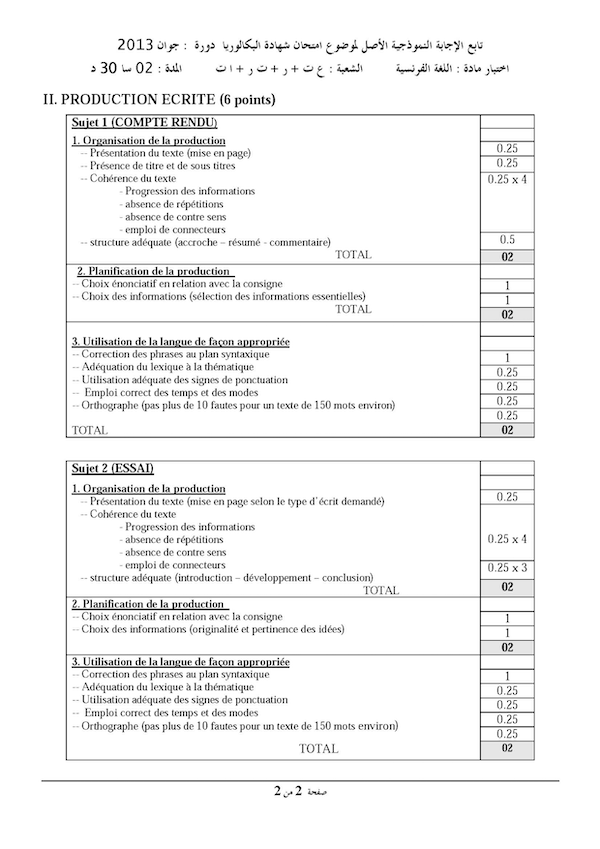 تابع الإجابة النموذجية الأصل لموضوع امتحان شهادة البكالوريا دورة : جوان 2013
اختبار مادة : اللغة الفرنسية الشعبة : ع ت + ر + ت ر + ا ت المدة : 02 سا 30 د
II. PRODUCTION ECRITE (6 points)
Sujet 1 (COMPTE RENDU)
1. Organisation de la production
-- Présentation du texte (mise en page) 0.25
-- Présence de titre et de sous titres 0.25
-- Cohérence du texte 0.25 x 4
- Progression des informations
- absence de répétitions
- absence de contre sens
- emploi de connecteurs
-- structure adéquate (accroche – résumé - commentaire) 0.5
TOTAL 02
2. Planification de la production
-- Choix énonciatif en relation avec la consigne 1
-- Choix des informations (sélection des informations essentielles) 1
TOTAL 02
3. Utilisation de la langue de façon appropriée
-- Correction des phrases au plan syntaxique 1
-- Adéquation du lexique à la thématique 0.25
-- Utilisation adéquate des signes de ponctuation 0.25
-- Emploi correct des temps et des modes 0.25
-- Orthographe (pas plus de 10 fautes pour un texte de 150 mots environ) 0.25
TOTAL 02
Sujet 2 (ESSAI)
1. Organisation de la production
-- Présentation du texte (mise en page selon le type d'écrit demandé) 0.25
-- Cohérence du texte
- Progression des informations
- absence de répétitions 0.25 x 4
- absence de contre sens
- emploi de connecteurs 0.25 x 3
-- structure adéquate (introduction – développement – conclusion)
TOTAL 02
2. Planification de la production
-- Choix énonciatif en relation avec la consigne 1
-- Choix des informations (originalité et pertinence des idées) 1
02
3. Utilisation de la langue de façon appropriée
-- Correction des phrases au plan syntaxique 1
-- Adéquation du lexique à la thématique 0.25
-- Utilisation adéquate des signes de ponctuation 0.25
-- Emploi correct des temps et des modes 0.25
-- Orthographe (pas plus de 10 fautes pour un texte de 150 mots environ) 0.25
TOTAL 02
صفحة 2 من 2